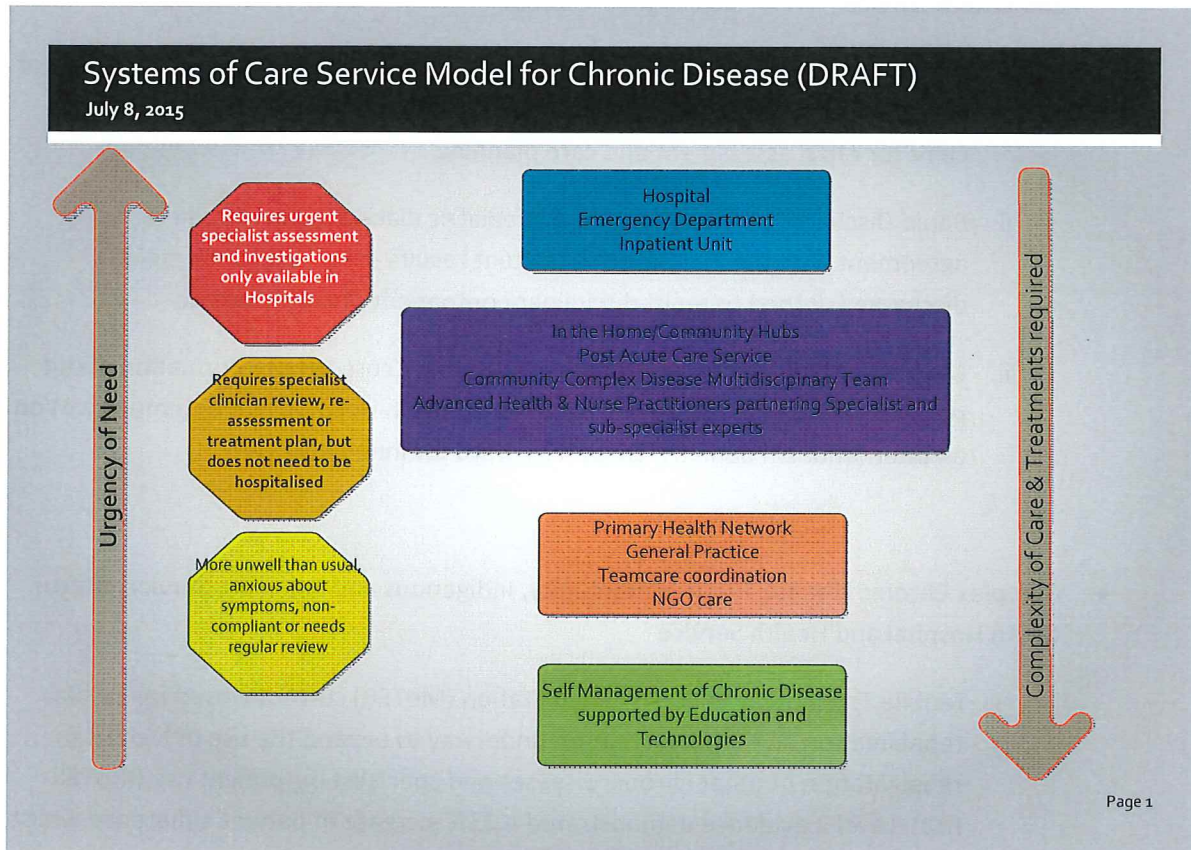 Systems of Care Service Model for Chronic Disease (DRAFT)
July 8, 2015
Urgency of Need
Requires urgent
specialist assessment
and investigations
only available in
Hospitals
Requires specialist
clinician review, re-
assessment or
treatment plan, but
does not need to be
hospitalised
More unwell than usual,
anxious about
symptoms, non-
compliant or needs
regular review
Hospital
Emergency Department
Inpatient Unit
In the Home/Community Hubs
Post Acute Care Service
Community Complex Disease Multidiscipinary Team
Advanced Health & Nurse Practitioners partnering Specialist and
sub-specialist experts
Primary Health Network
General Practice
Teamcare coordination
NGO care
Self Management of Chronic Disease
supported by Education and
Technologies
Complexity of Care & Treatments required
Page 1